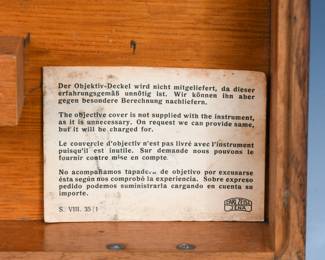 Der Objektiv-Deckel wird nicht mitgeliefert, da dieser
erfahrungsgemäß unnötig ist. Wir können ihn aber
gegen besondere Berechnung nachliefern.
The objective cover is not supplied with the instrument,
as it is unnecessary. On request we can provide same,
but it will be charged for.
Le couvercle d'objectiv n'est pas livré avec l'instrument
puisqu'il est inutile. Sur demande nous pouvons le
fournir contre mise en compte.
No acompañamos tapadera de objetivo por excusarse
ésta según nos comprobó la experiencia. Sobre expreso
pedido podemos suministrarla cargando en cuenta su
importe.
S. VIII. 35/1
CARL ZEISS
JENA